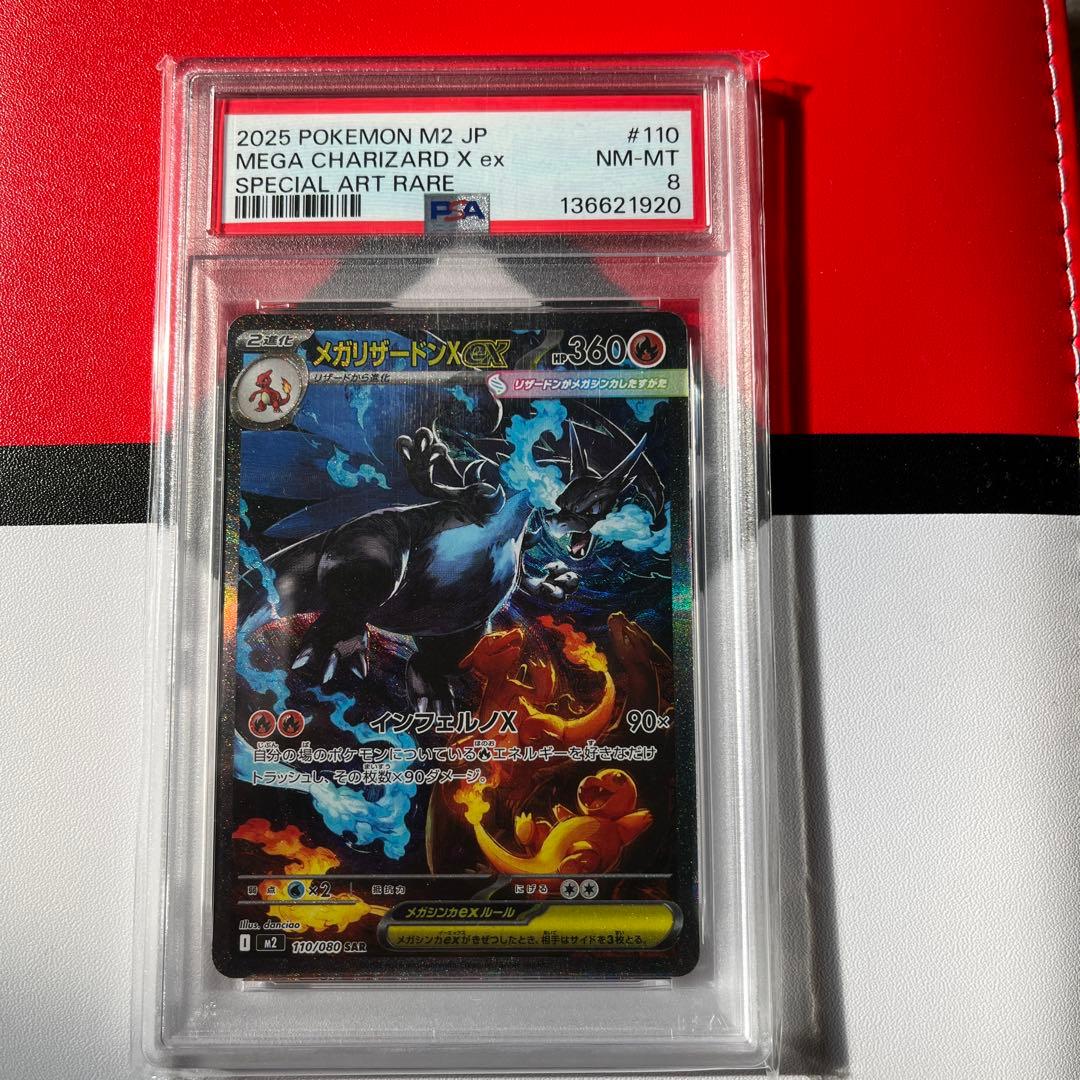 2025 POKEMON M2 JP #110
MEGA CHARIZARD X ex NM-MT
SPECIAL ART RARE 8
PSA 136621920
2進化 メガリザードンXex HP360
リザードから進化
リザードンがメガシンカしたすがた
インフェルノX 90×
自分の場のポケモンについている エネルギーを好きなだけ
トラッシュし、その枚数×90ダメージ。
弱点 ×2 抵抗力 にげる
メガシンカexルール
メガシンカexがきぜつしたとき、相手はサイドを3枚とる。
Illus. danciao
I M2 110/080 SAR